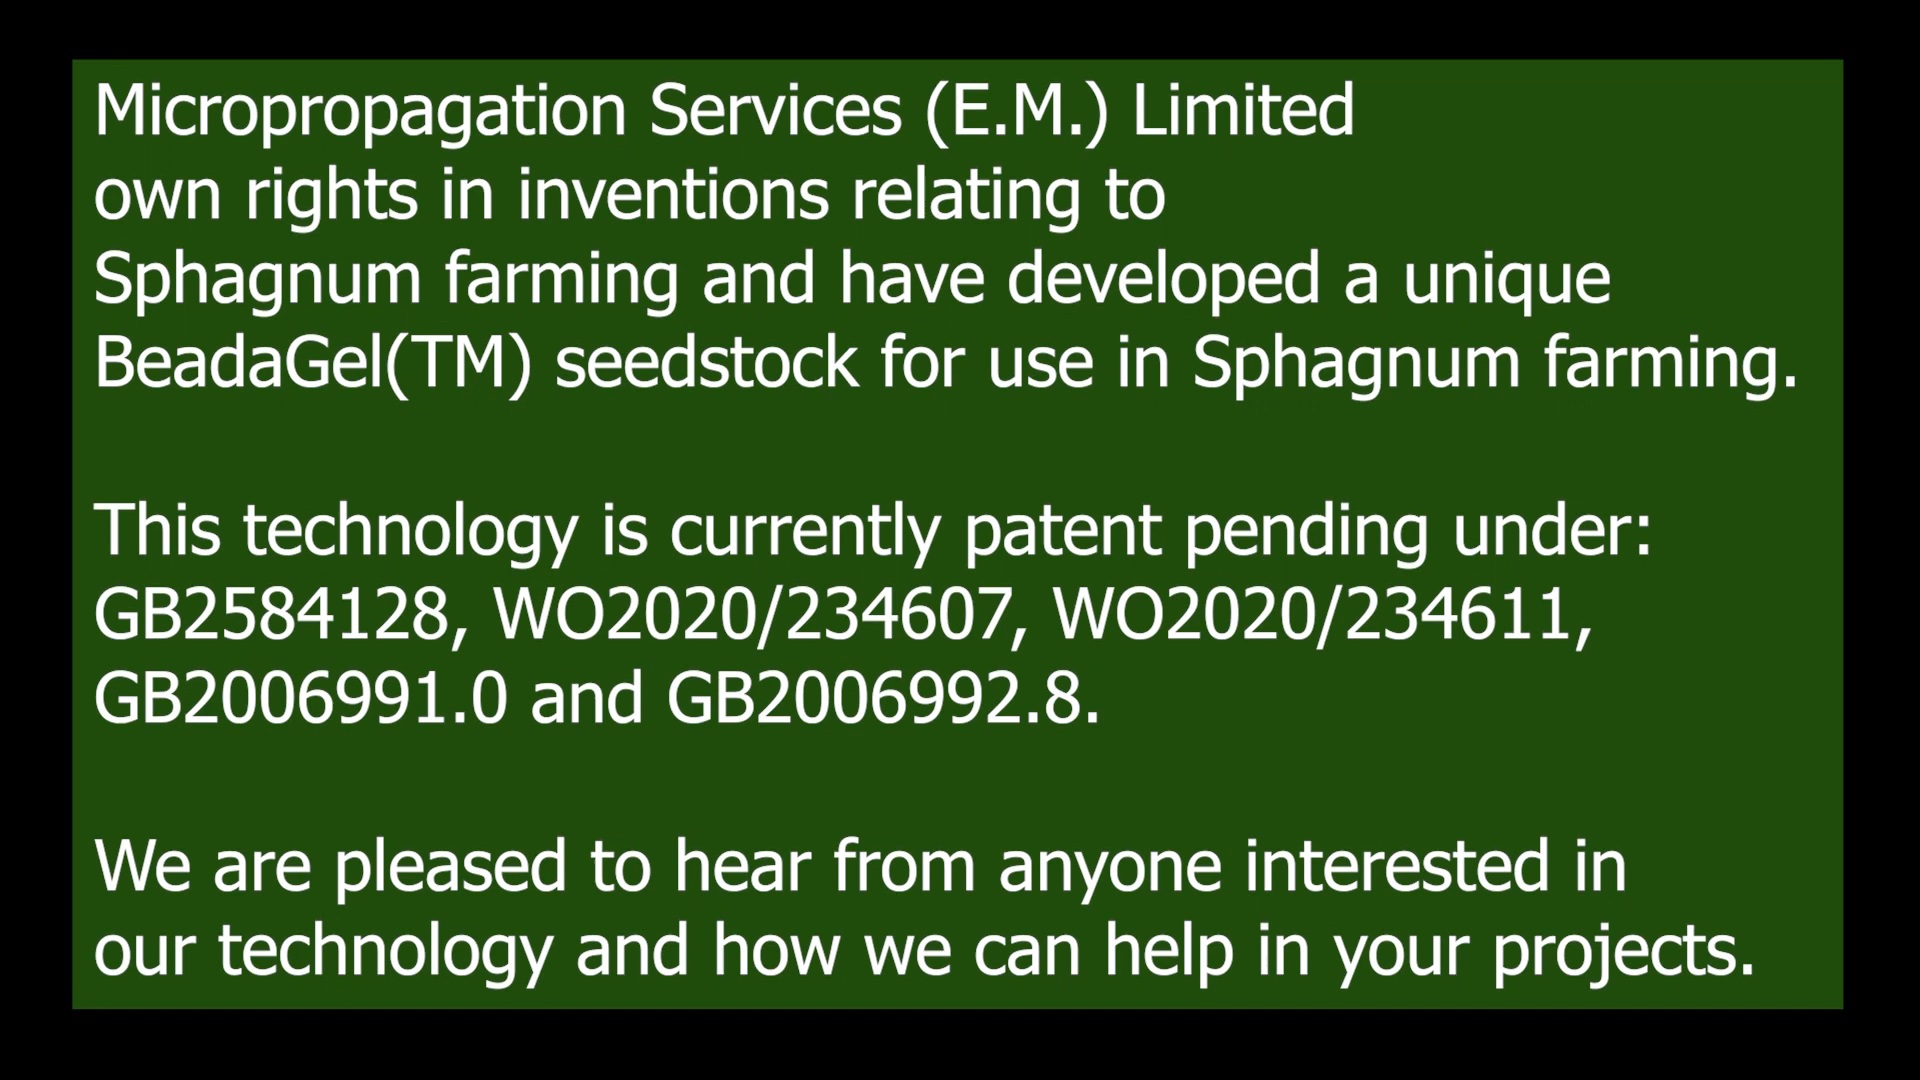 Micropropagation Services (E.M.) Limited
own rights in inventions relating to
Sphagnum farming and have developed a unique
BeadaGel(TM) seedstock for use in Sphagnum farming.
This technology is currently patent pending under:
GB2584128, WO2020/234607, WO2020/234611,
GB2006991.0 and GB2006992.8.
We are pleased to hear from anyone interested in
our technology and how we can help in your projects.